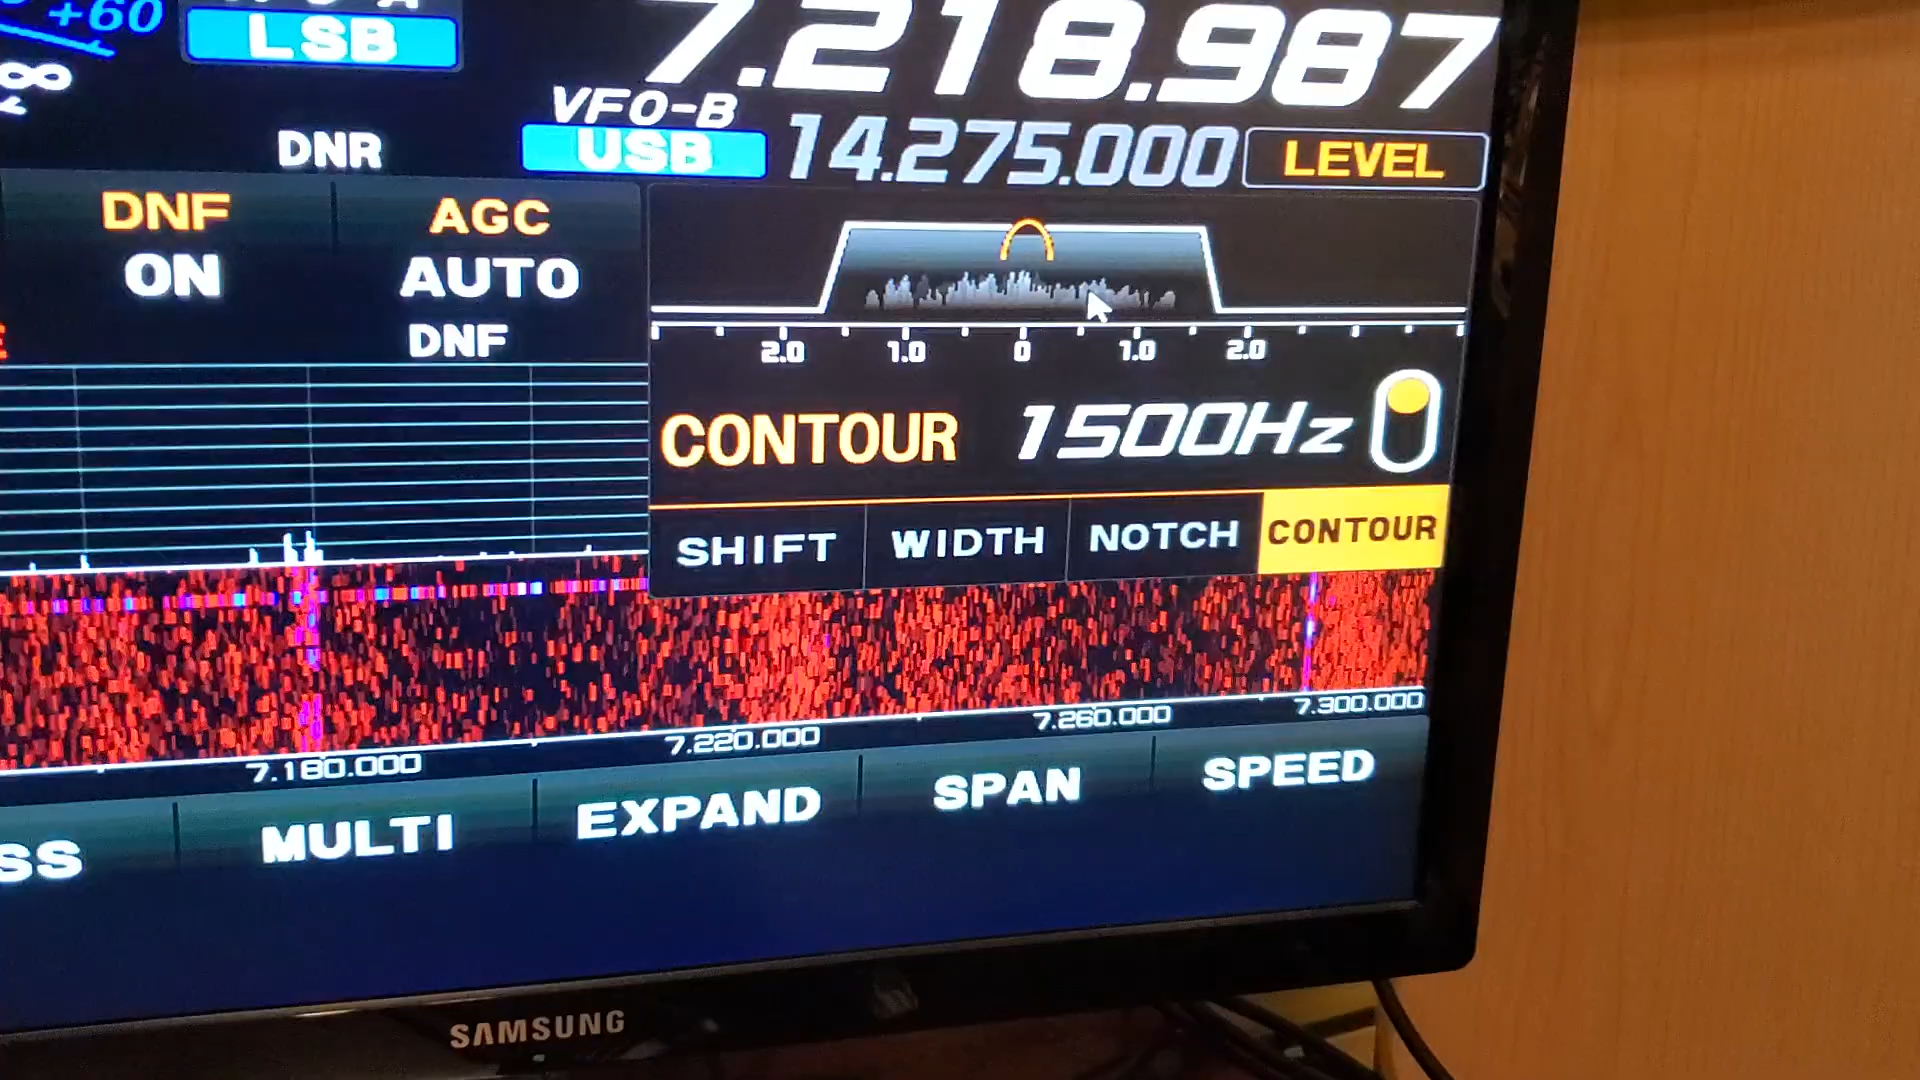 +60
LSB
7.218.987
VFO-B
DNR
USB
14.275.000
LEVEL
DNF
ON
AGC
AUTO
DNF
2.0 1.0 0 1.0 2.0
CONTOUR 1500Hz
SHIFT WIDTH NOTCH CONTOUR
7.180.000 7.220.000 7.260.000 7.300.000
SS MULTI EXPAND SPAN SPEED
SAMSUNG